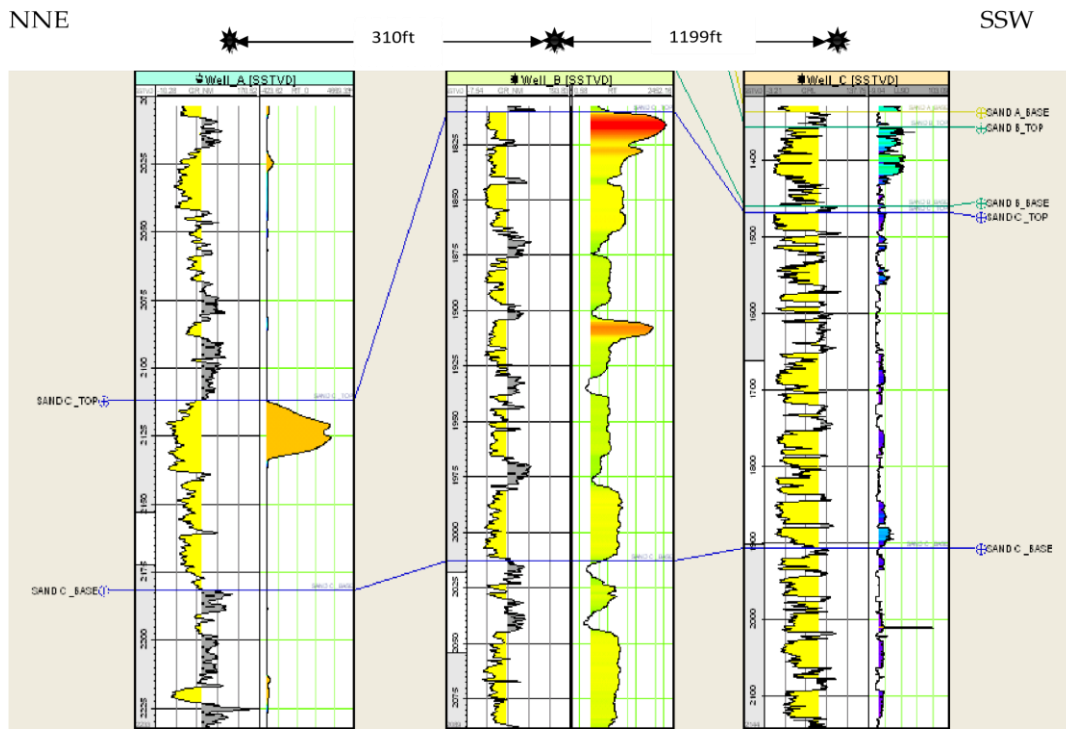 NNE
SSW
310ft
1199ft
Well_A [SSTVD]
Well_B [SSTVD]
Well_C [SSTVD]
SAND A_BASE
SAND B_TOP
1825
2025
1400
1850
SAND B_BASE
SAND C_TOP
2050
1875
1500
2075
1900
1600
2100
1925
1700
SAND C_TOP
1950
2125
1975
1800
2150
2000
1900
SAND C_BASE
2175
SAND C_BASE
2025
2000
2200
2050
2225
2075
2100